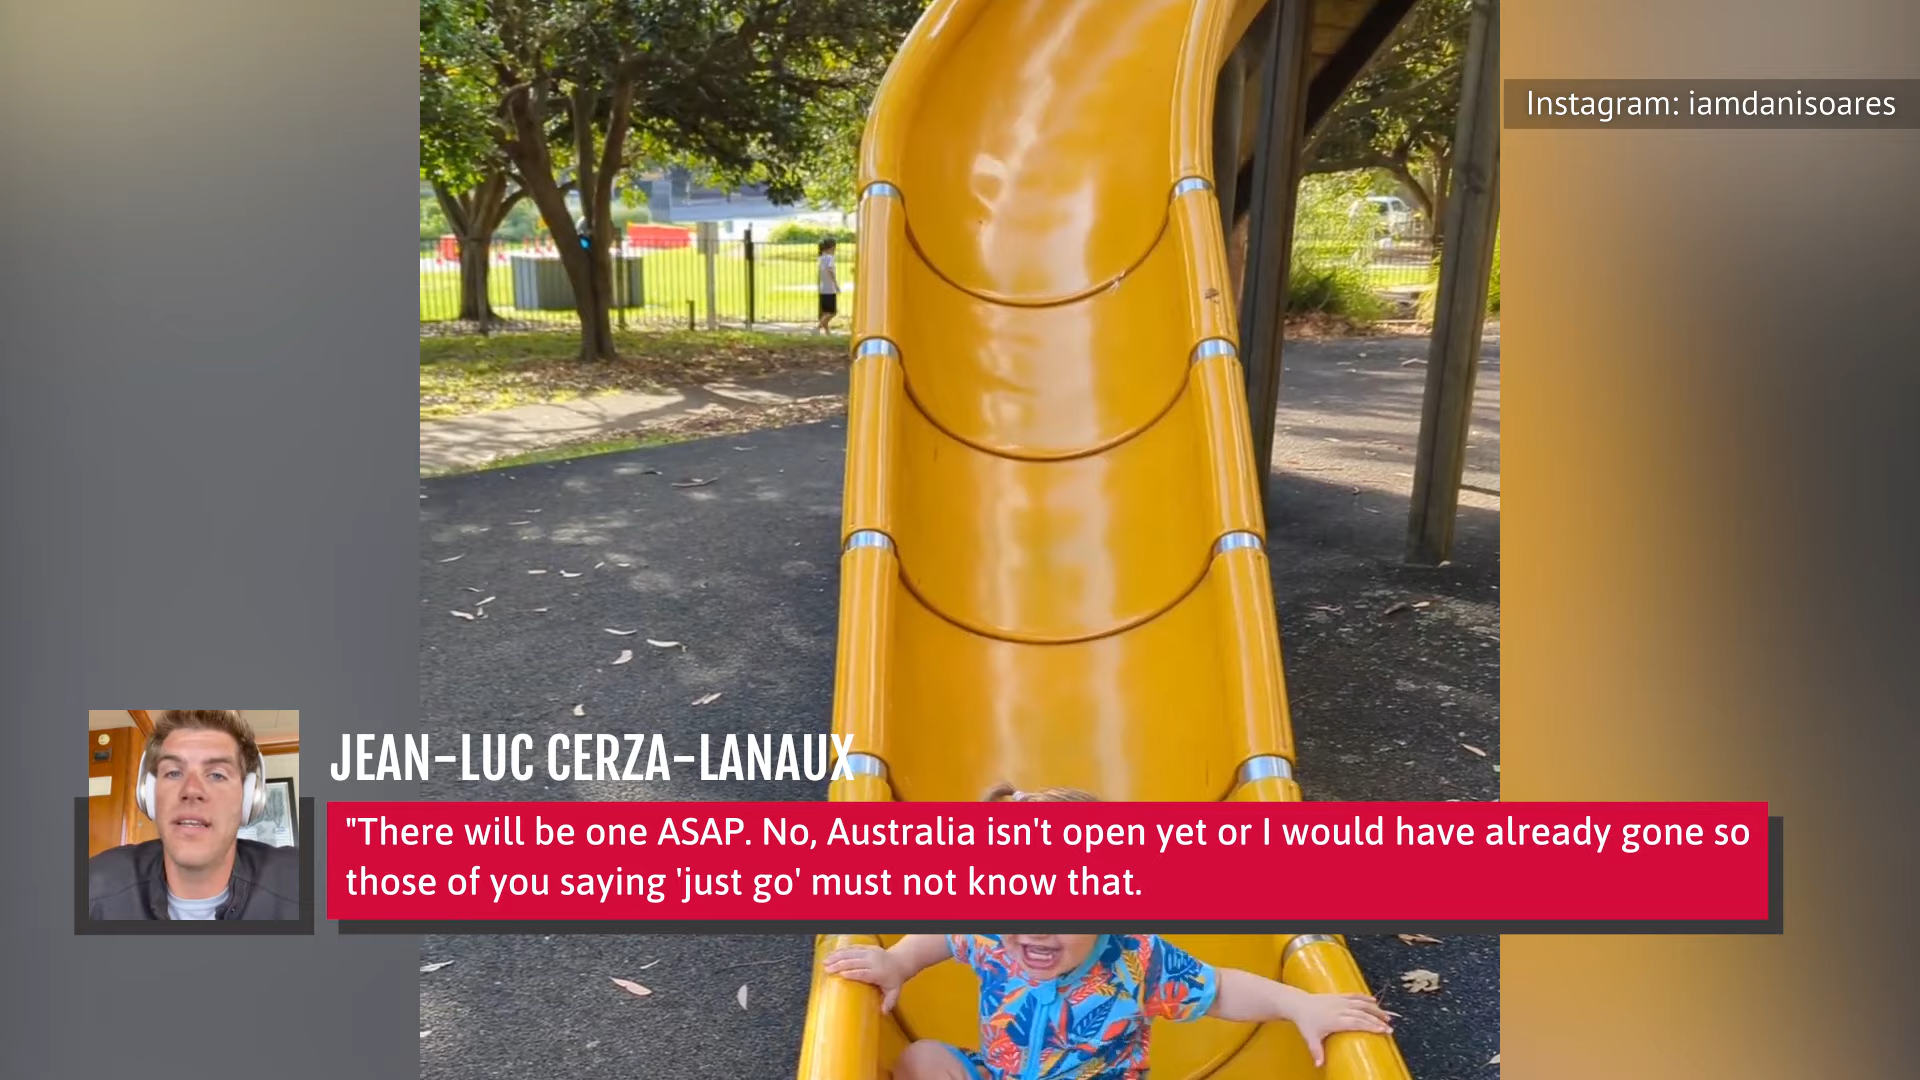 Instagram: iamdanisoares
JEAN-LUC CERZA-LANAUX
"There will be one ASAP. No, Australia isn't open yet or I would have already gone so
those of you saying 'just go' must not know that.